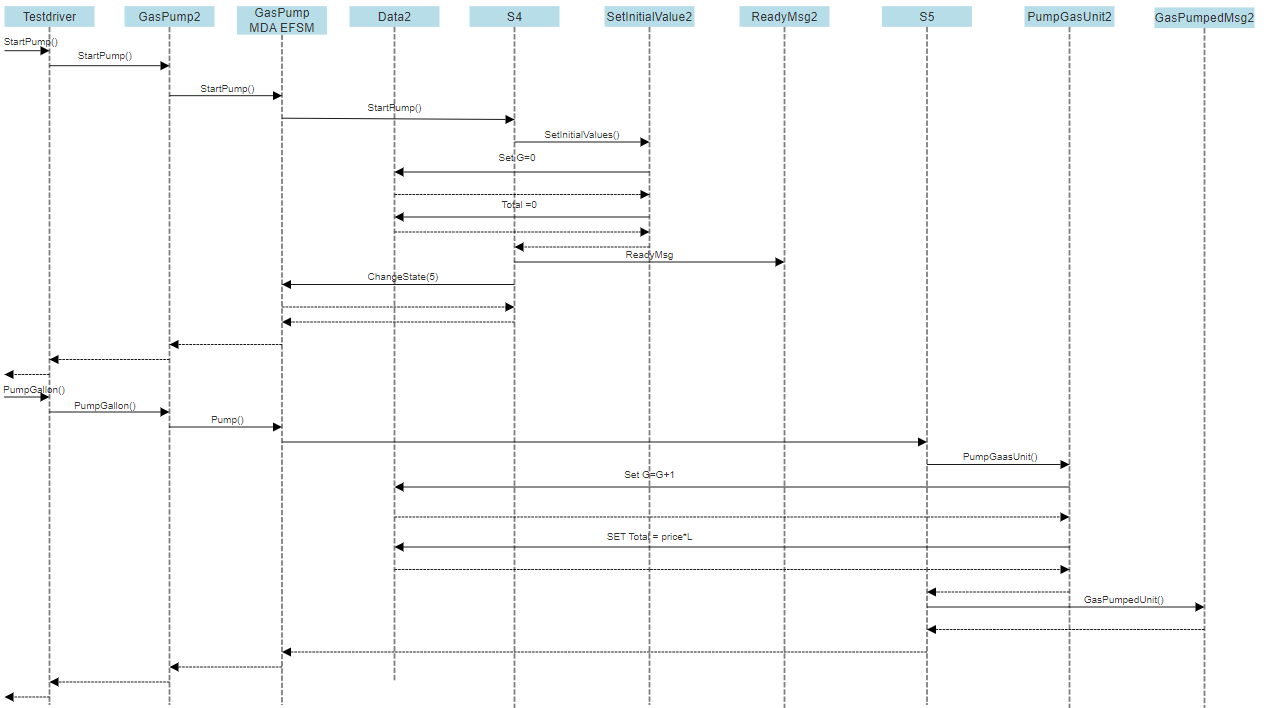 Testdriver
GasPump2
GasPump
MDA EFSM
Data2
S4
SetInitialValue2
ReadyMsg2
S5
PumpGasUnit2
GasPumpedMsg2
StartPump()
StartPump()
StartPump()
StartPump()
SetInitialValues()
Set G=0
Total =0
ReadyMsg
ChangeState(5)
PumpGallon()
PumpGallon()
Pump()
PumpGaasUnit()
Set G=G+1
SET Total = price*L
GasPumpedUnit()